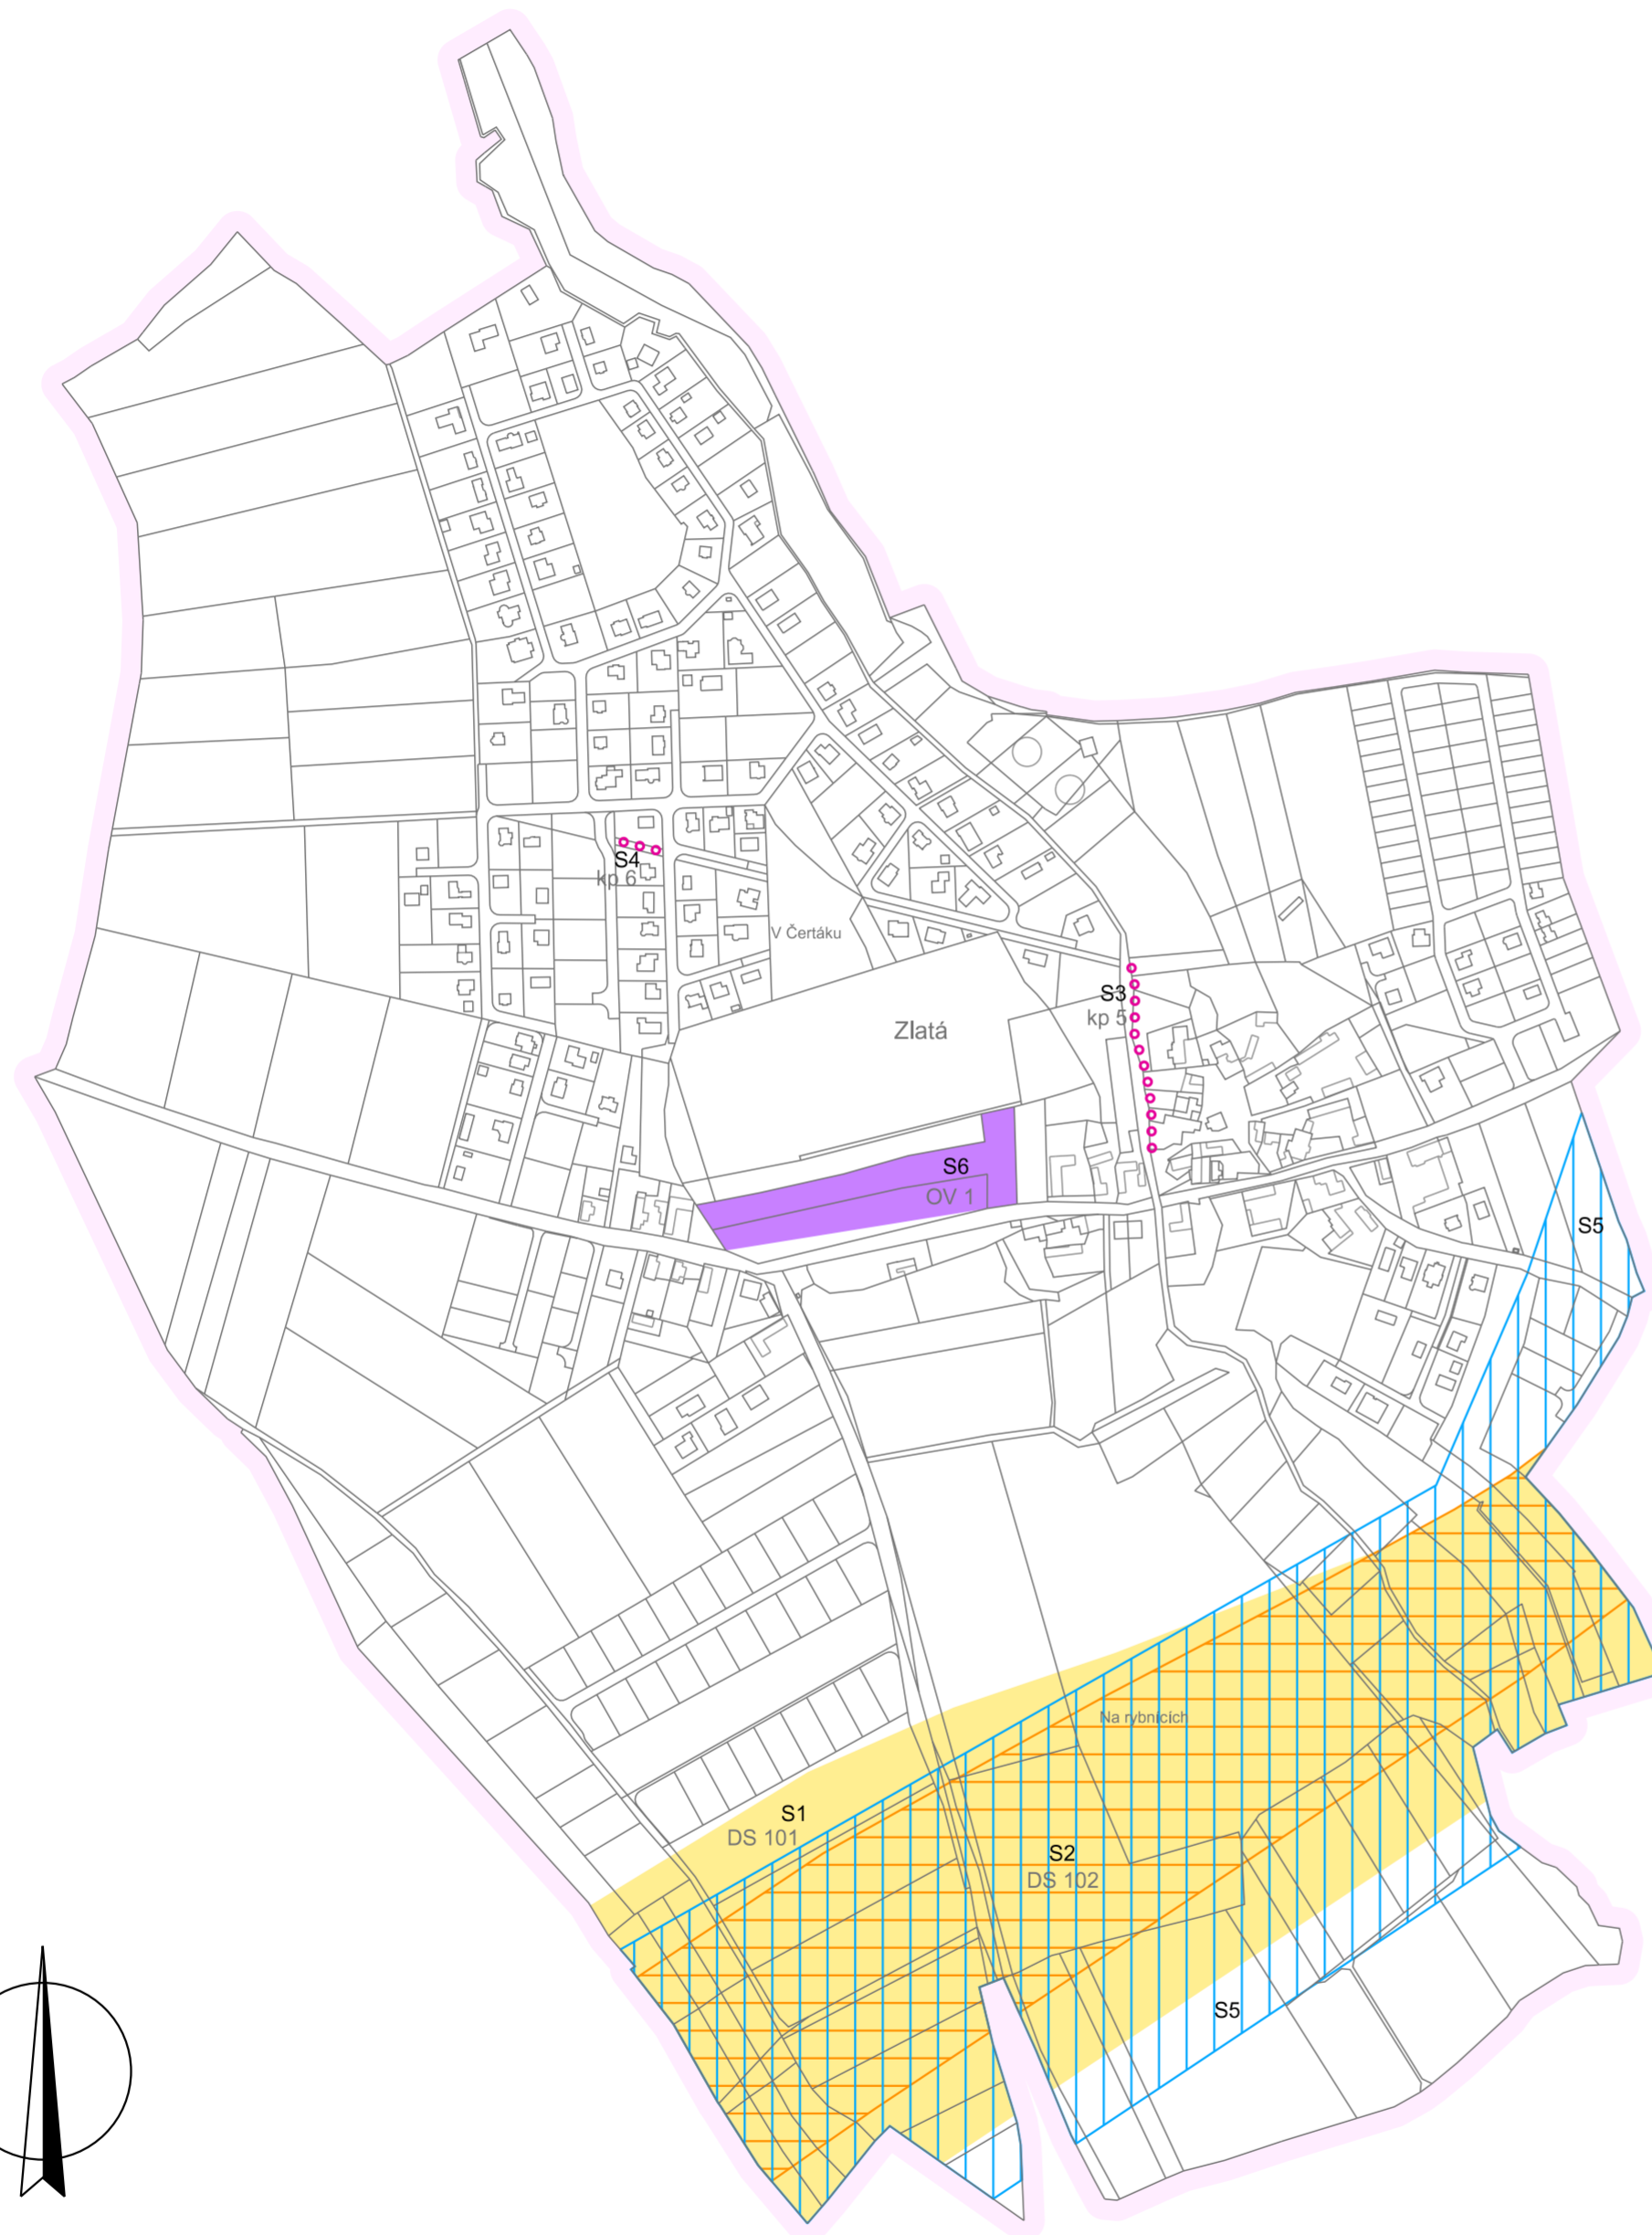 S4
kp 6
V Čertáku
S3
kp 5
Zlatá
S6
OV 1
S5
Na rybnících
S1
DS 101
S2
DS 102
S5